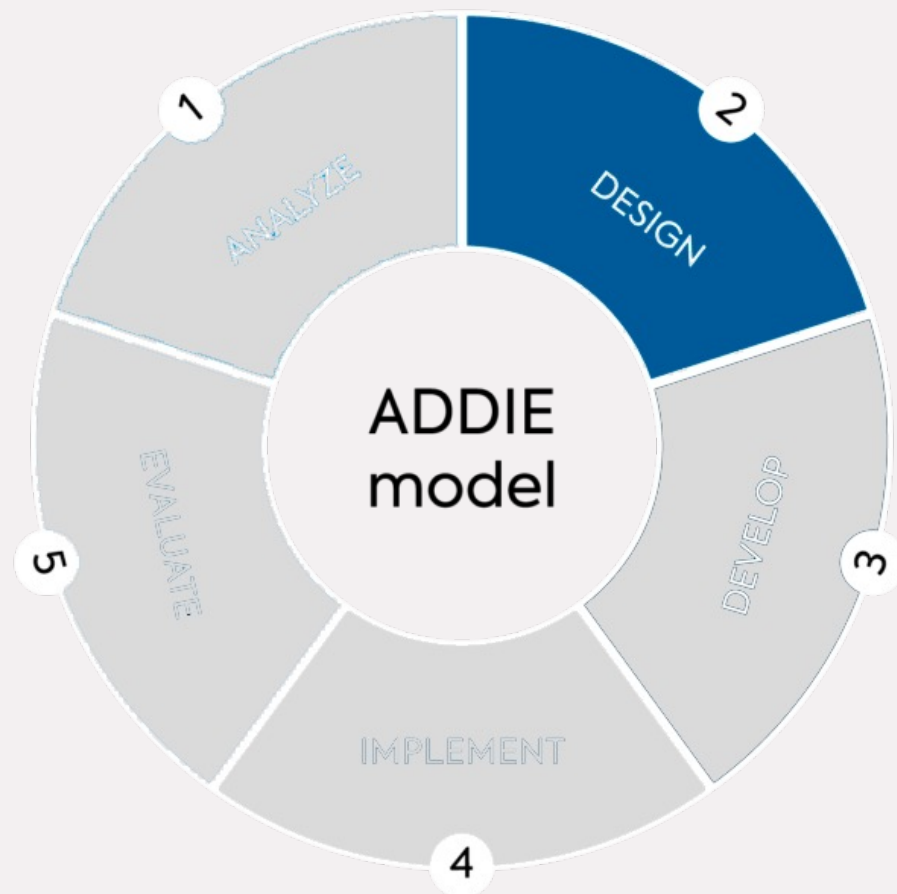 1
ANALYZE
2
DESIGN
3
DEVELOP
4
IMPLEMENT
5
EVALUATE
ADDIE
model